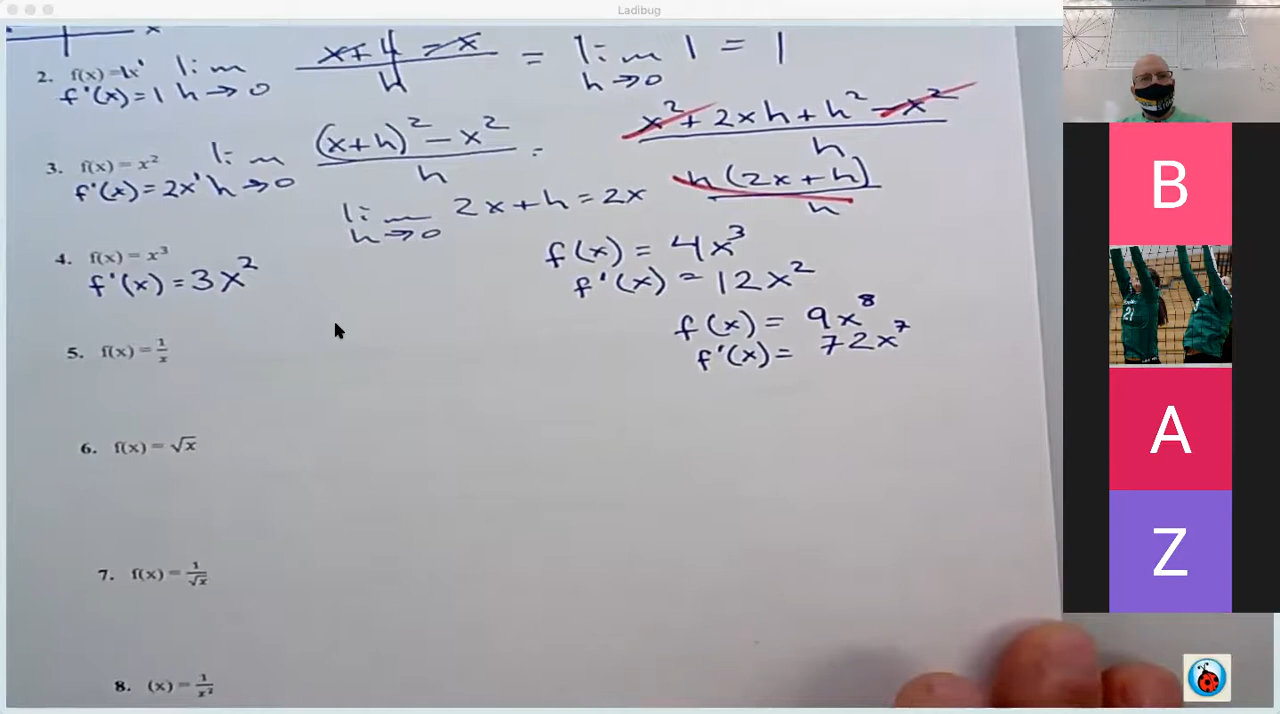 Ladibug
x
2. f(x) = 1x¹ lim x+h-x / h = lim 1 = 1
f'(x) = 1 h→0 h→0
3. f(x) = x² lim (x+h)² - x² / h = x² + 2xh + h² - x² / h
f'(x) = 2x¹ h→0 h(2x+h) / h
lim 2x+h = 2x
h→0
4. f(x) = x³ f(x) = 4x³
f'(x) = 3x² f'(x) = 12x²
f(x) = 9x⁸
5. f(x) = 1/x f'(x) = 72x⁷
6. f(x) = √x
7. f(x) = 1/√x
8. (x) = 1/x²
B
21
A
Z